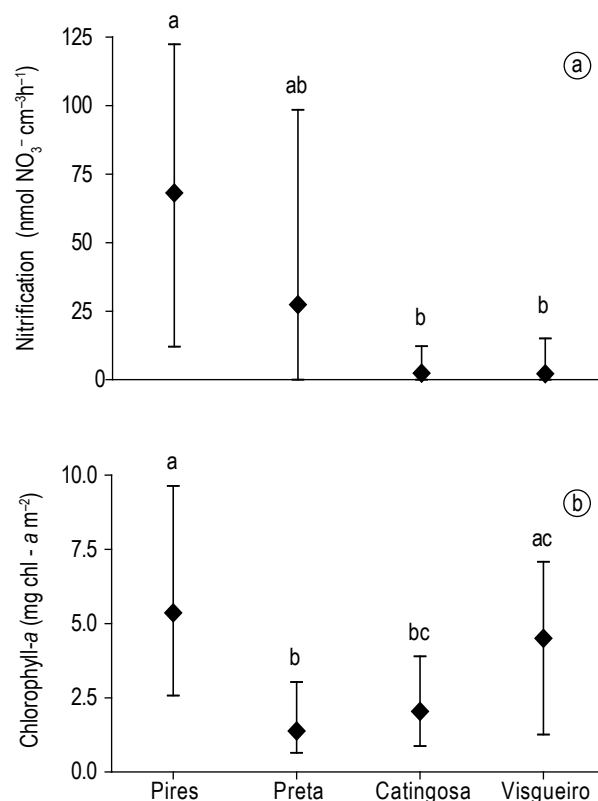 Nitrification (nmol NO₃⁻ cm⁻³h⁻¹)
125
100
75
50
25
0
a
ab
b
b
a
Chlorophyll-a (mg chl - a m⁻²)
10.0
7.5
5.0
2.5
0.0
a
b
bc
ac
b
Pires
Preta
Catingosa
Visgueiro